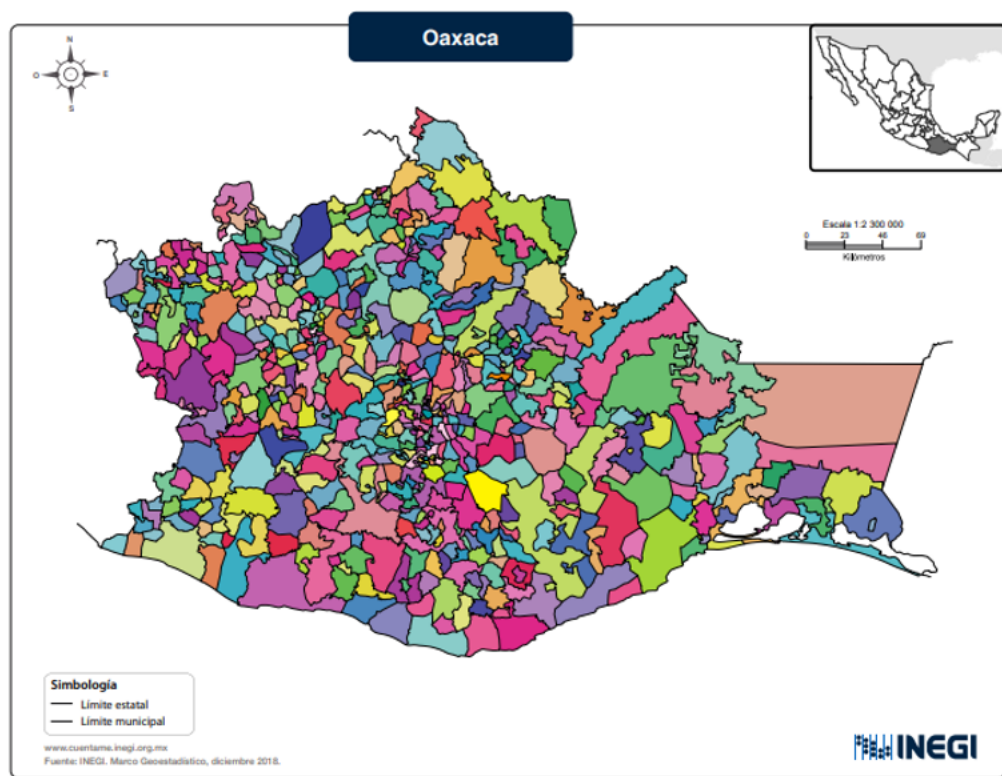 Oaxaca
N
O
E
S
Escala 1:2 300 000
0 23 46 69
Kilómetros
Simbología
Límite estatal
Límite municipal
www.cuentame.inegi.org.mx
Fuente: INEGI. Marco Geoestadístico, diciembre 2018.
INEGI